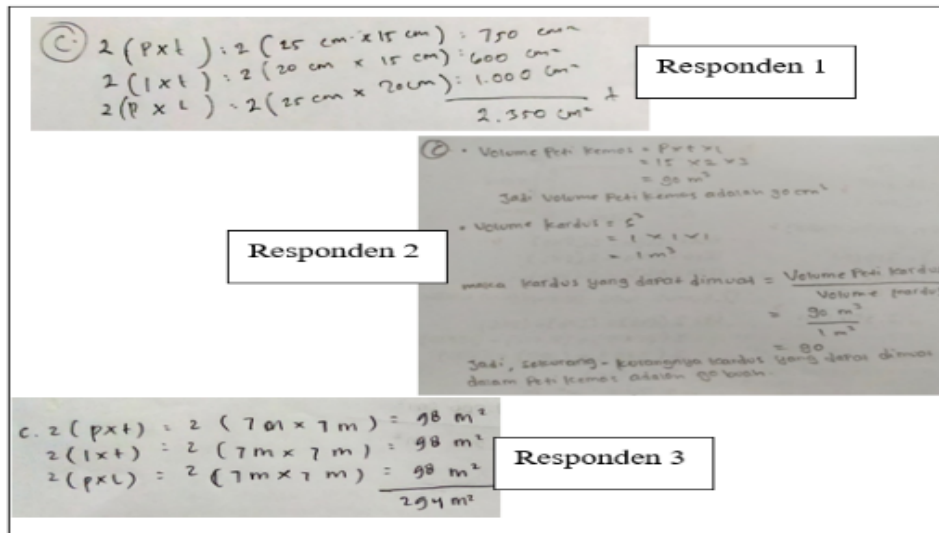 C. 2 (p x t) : 2 (25 cm x 15 cm) : 750 cm²
2 (l x t) : 2 (20 cm x 15 cm) : 600 cm²
2 (p x l) : 2 (25 cm x 20 cm) : 1.000 cm² +
2.350 cm²
Responden 1
C • Volume Peti Kemas = p x t x l
= 15 x 2 x 3
= 90 m³
Jadi Volume Peti Kemas adalah 90 cm³
• Volume kardus = s³
= 1 x 1 x 1
= 1 m³
maka kardus yang dapat dimuat = Volume Peti kardus
Volume kardus
= 90 m³
1 m³
= 90
Jadi, sekurang-kurangnya kardus yang dapat dimuat
dalam Peti kemas adalah 90 buah.
Responden 2
C. 2 (pxt) = 2 (7 m x 7 m) = 98 m²
2 (lxt) = 2 (7 m x 7 m) = 98 m²
2 (pxl) = 2 (7 m x 7 m) = 98 m²
294 m²
Responden 3